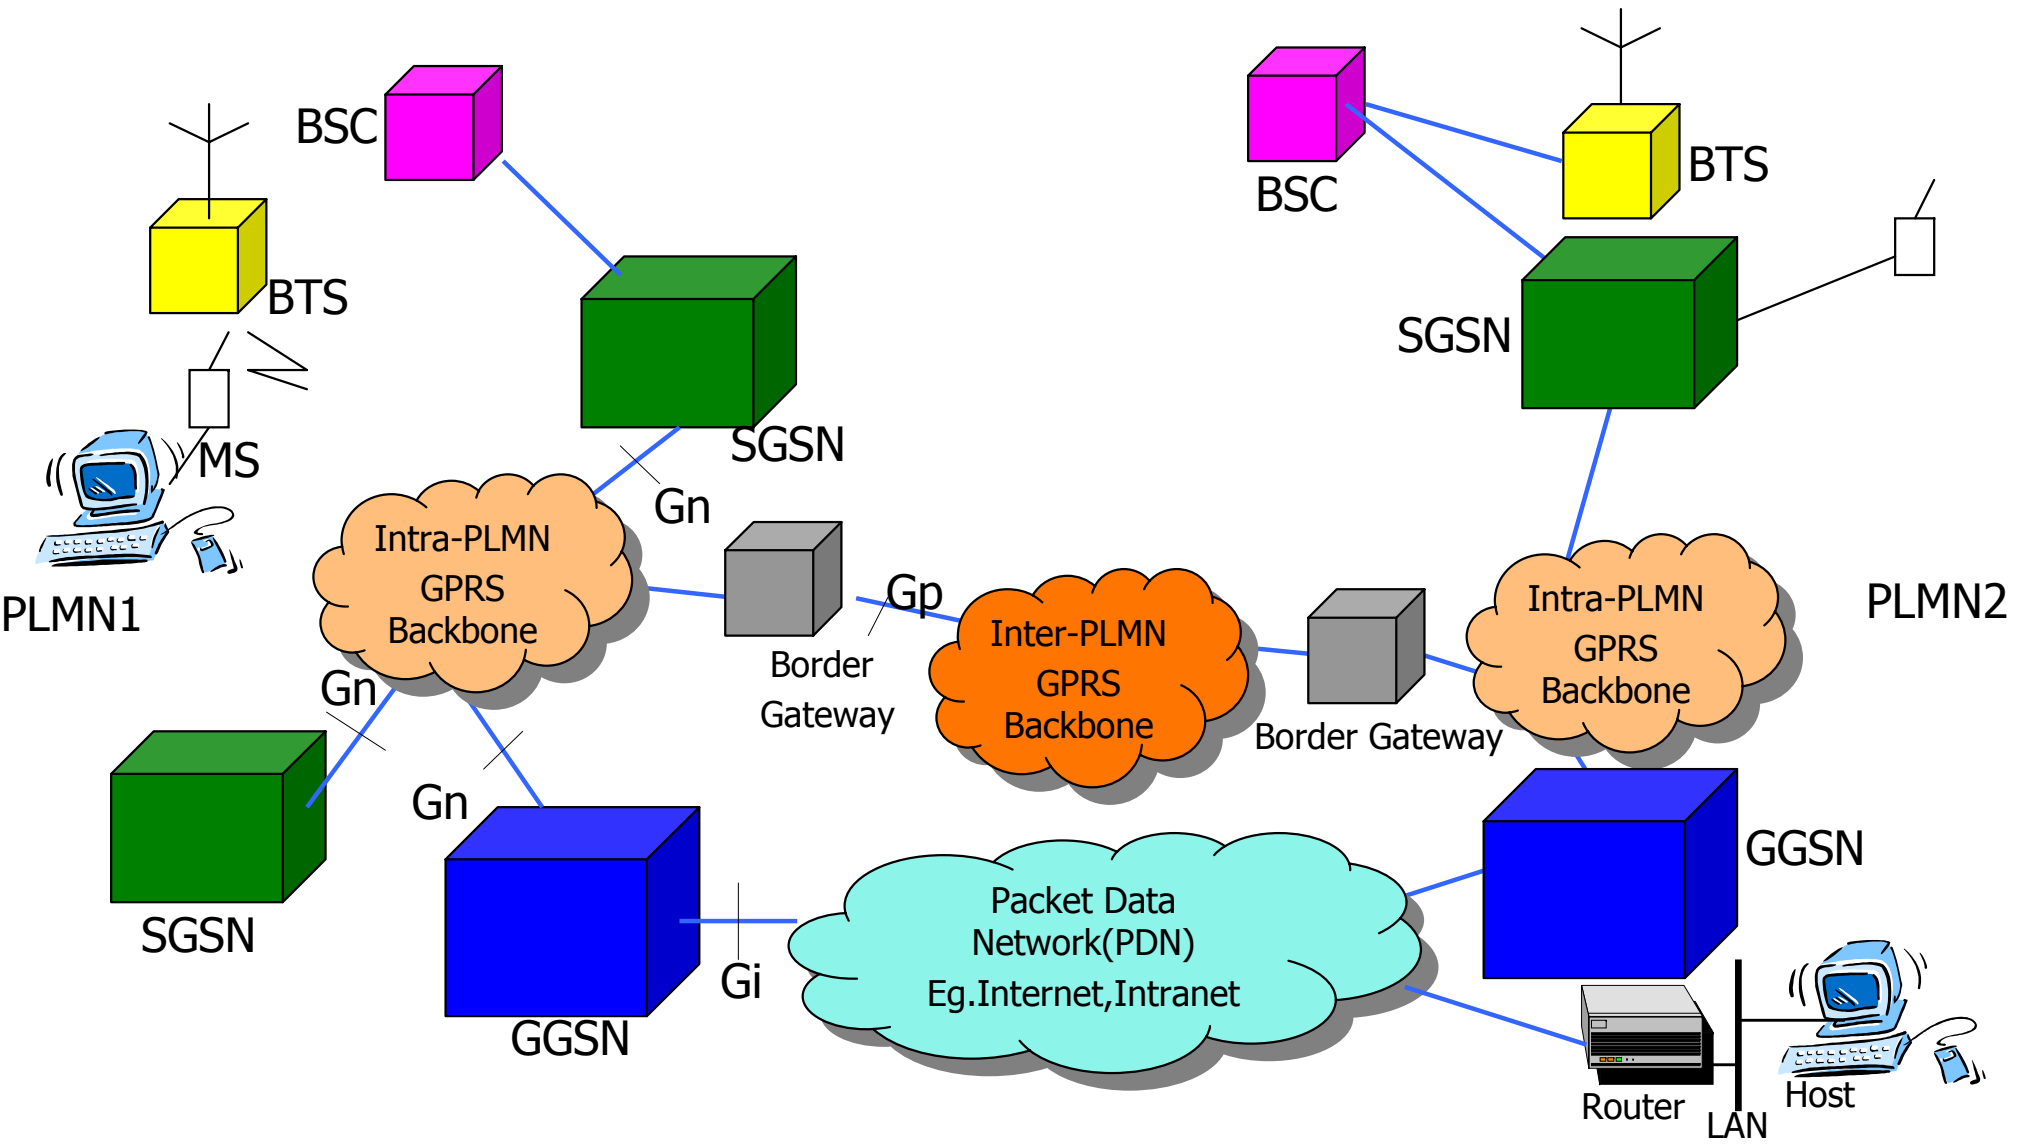 BSC
BTS
BSC
BTS
SGSN
MS
SGSN
Gn
Intra-PLMN
GPRS
Backbone
PLMN1
Gp
Border
Gateway
Inter-PLMN
GPRS
Backbone
Intra-PLMN
GPRS
Backbone
PLMN2
Border Gateway
Gn
Gn
SGSN
GGSN
Gi
Packet Data
Network(PDN)
Eg.Internet,Intranet
GGSN
Router
LAN
Host